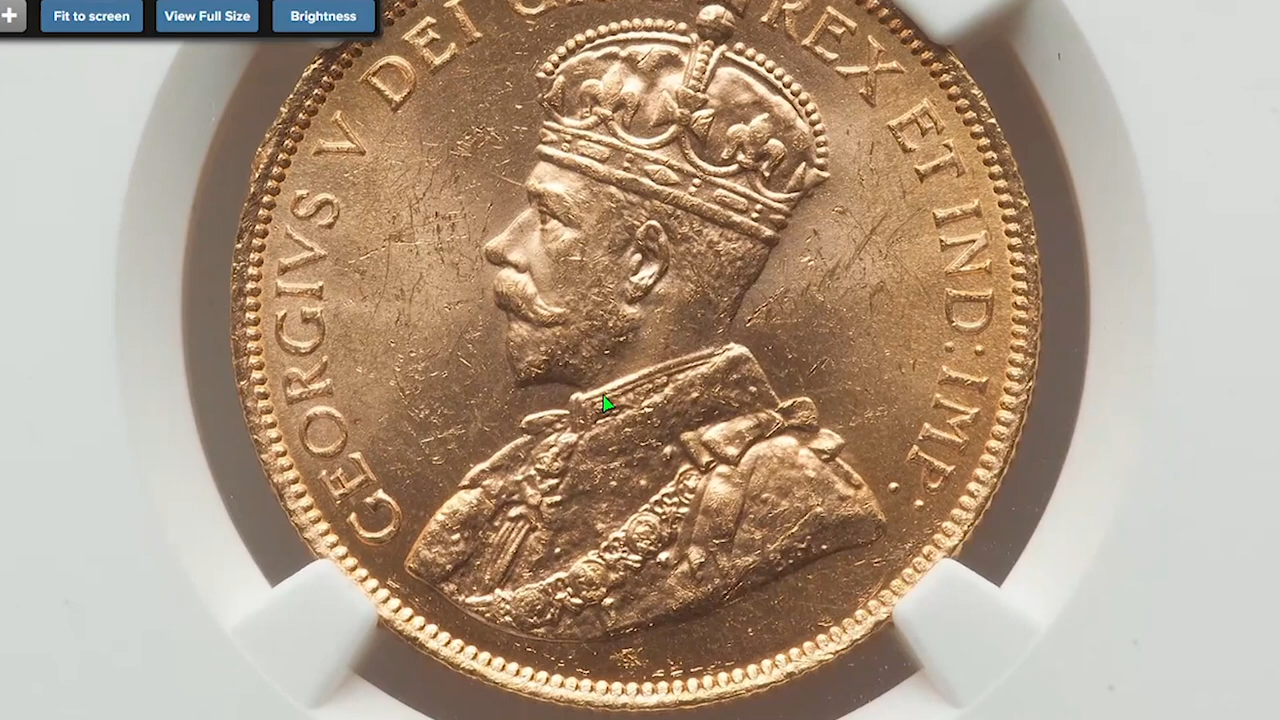 Fit to screen
View Full Size
Brightness
GEORGIVS V DEI REX ET IND: IMP: